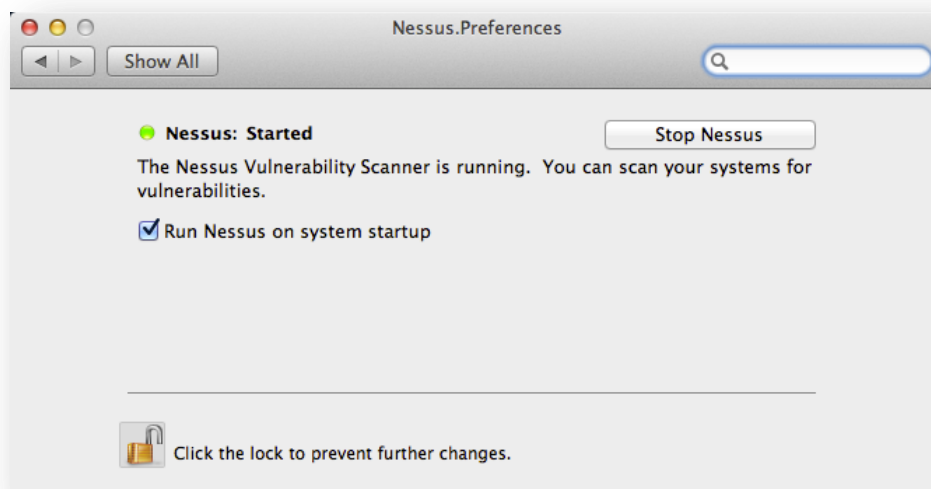 Nessus.Preferences
Show All
Nessus: Started
Stop Nessus
The Nessus Vulnerability Scanner is running. You can scan your systems for
vulnerabilities.
Run Nessus on system startup
Click the lock to prevent further changes.